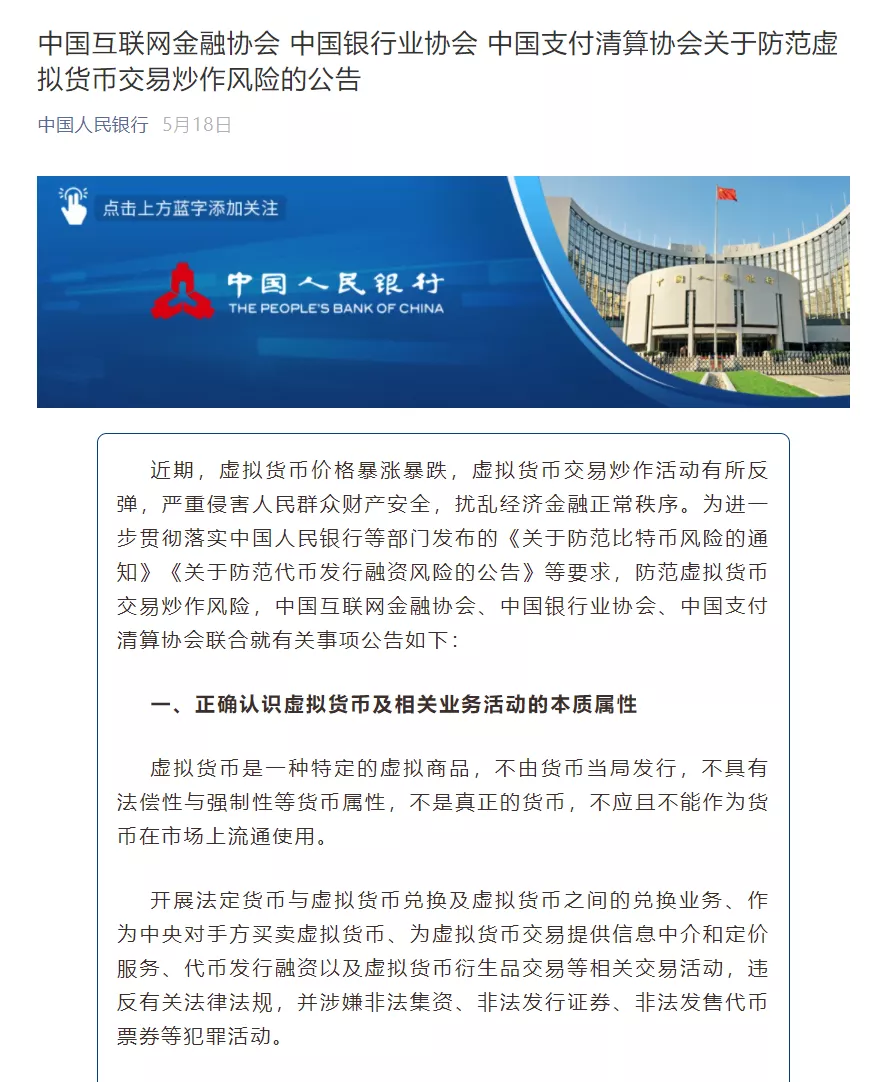 中国互联网金融协会 中国银行业协会 中国支付清算协会关于防范虚
拟货币交易炒作风险的公告
中国人民银行 5月18日
点击上方蓝字添加关注
中国人民银行
THE PEOPLE'S BANK OF CHINA
中国人民银行
近期，虚拟货币价格暴涨暴跌，虚拟货币交易炒作活动有所反
弹，严重侵害人民群众财产安全，扰乱经济金融正常秩序。为进一
步贯彻落实中国人民银行等部门发布的《关于防范比特币风险的通
知》《关于防范代币发行融资风险的公告》等要求，防范虚拟货币
交易炒作风险，中国互联网金融协会、中国银行业协会、中国支付
清算协会联合就有关事项公告如下：
一、正确认识虚拟货币及相关业务活动的本质属性
虚拟货币是一种特定的虚拟商品，不由货币当局发行，不具有
法偿性与强制性等货币属性，不是真正的货币，不应且不能作为货
币在市场上流通使用。
开展法定货币与虚拟货币兑换及虚拟货币之间的兑换业务、作
为中央对手方买卖虚拟货币、为虚拟货币交易提供信息中介和定价
服务、代币发行融资以及虚拟货币衍生品交易等相关交易活动，违
反有关法律法规，并涉嫌非法集资、非法发行证券、非法发售代币
票券等犯罪活动。